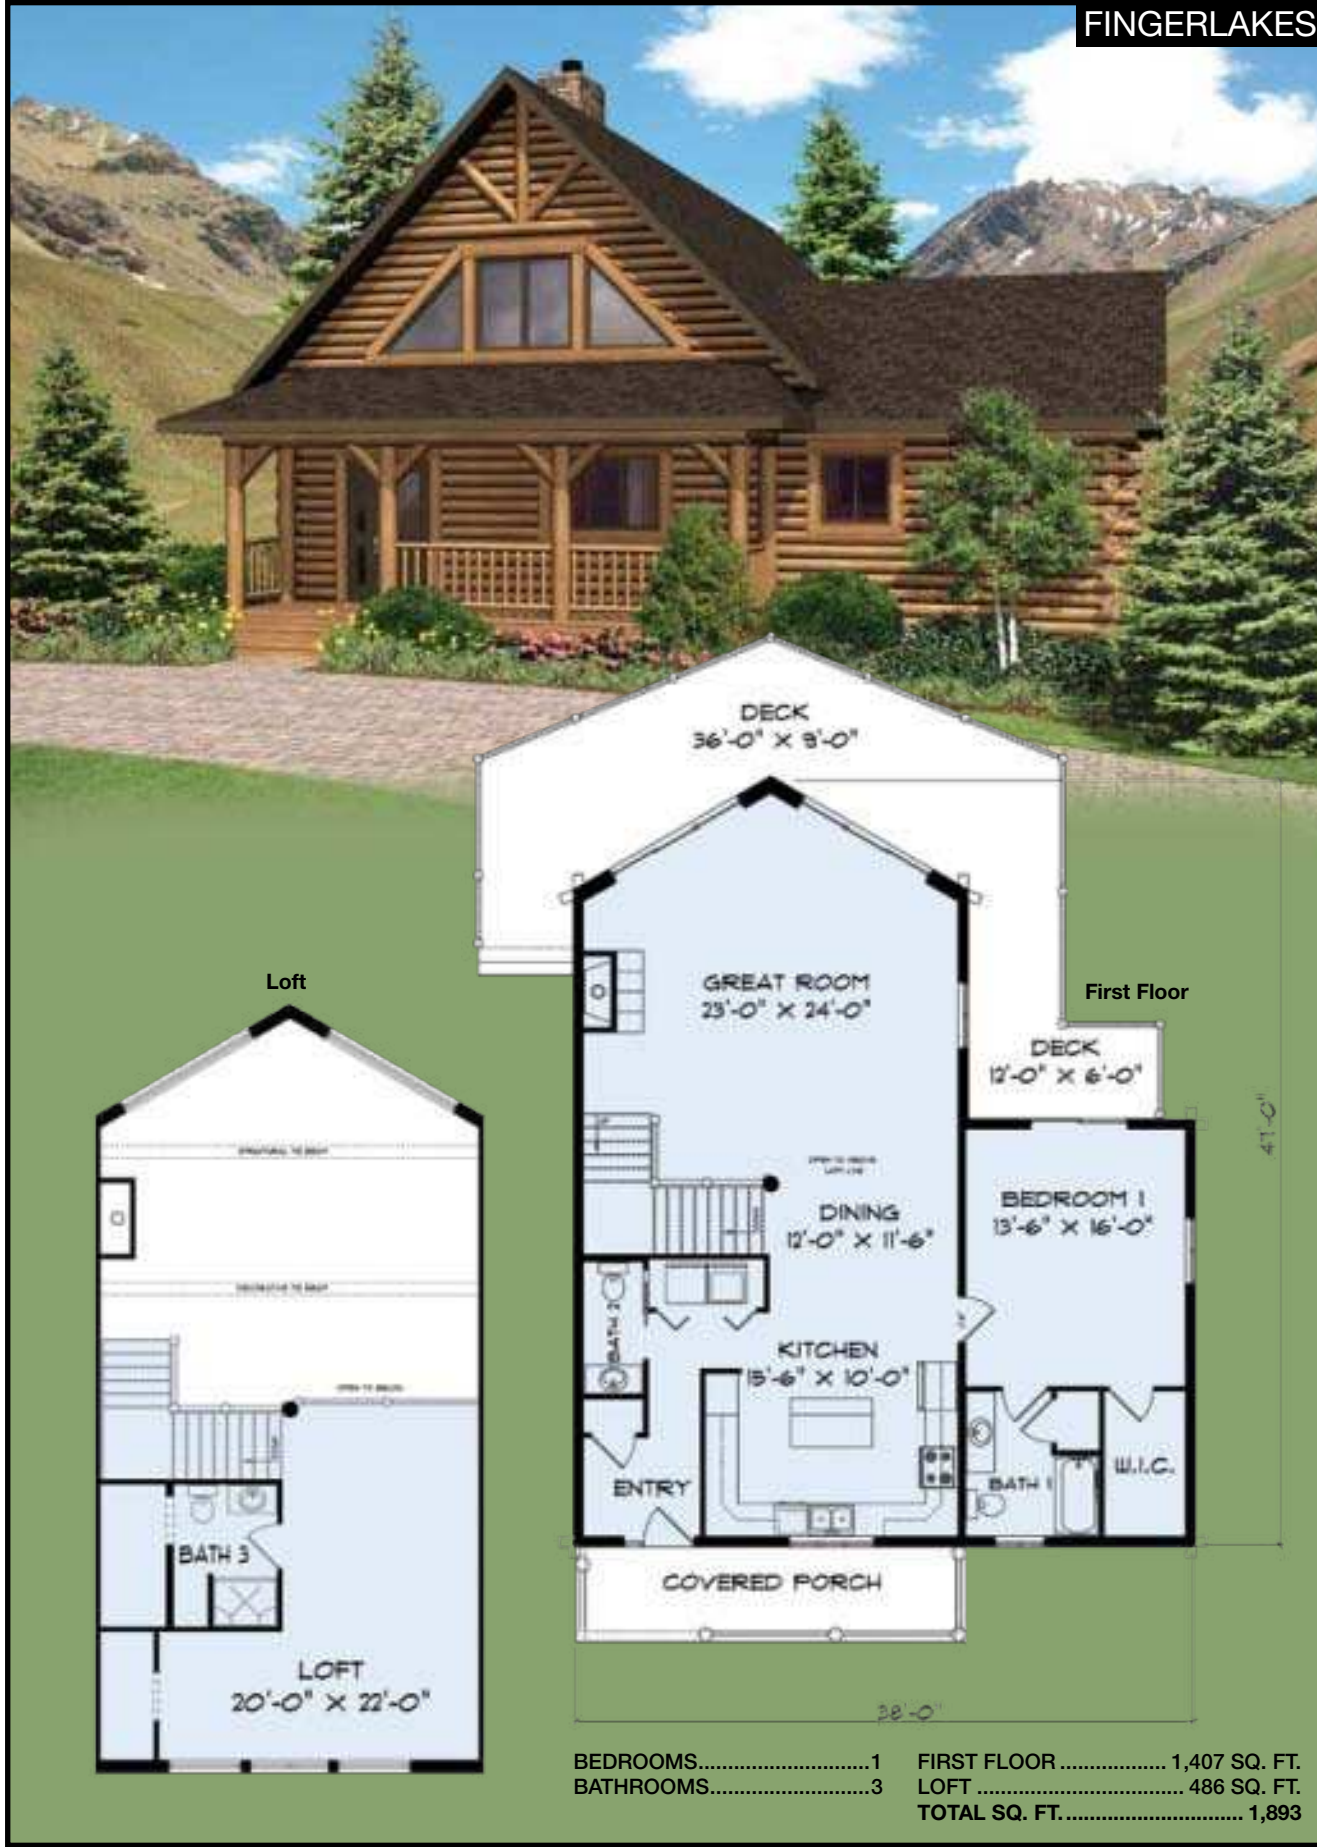 FINGERLAKES
DECK
36'-0" X 9'-0"
Loft
GREAT ROOM
23'-0" X 24'-0"
First Floor
DECK
12'-0" X 6'-0"
BEDROOM 1
13'-6" X 16'-0"
DINING
12'-0" X 11'-6"
BATH 2
KITCHEN
15'-6" X 10'-0"
OPEN TO BELOW
ENTRY
BATH 1
W.I.C.
BATH 3
COVERED PORCH
LOFT
20'-0" X 22'-0"
38'-0"
BEDROOMS.............................1
BATHROOMS...........................3
FIRST FLOOR .................. 1,407 SQ. FT.
LOFT ................................... 486 SQ. FT.
TOTAL SQ. FT. .............................. 1,893